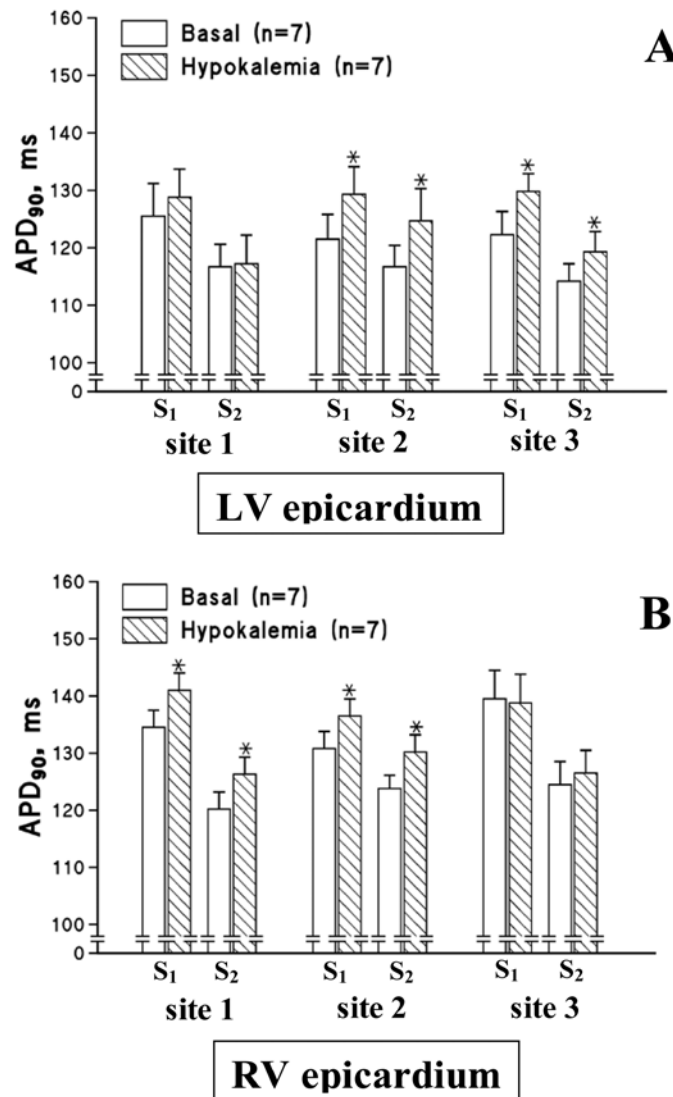 A
160
150
140
130
120
110
100
0
APD90, ms
Basal (n=7)
Hypokalemia (n=7)
* * * *
S1 S2 S1 S2 S1 S2
site 1 site 2 site 3
LV epicardium
B
160
150
140
130
120
110
100
0
APD90, ms
Basal (n=7)
Hypokalemia (n=7)
* * * *
S1 S2 S1 S2 S1 S2
site 1 site 2 site 3
RV epicardium